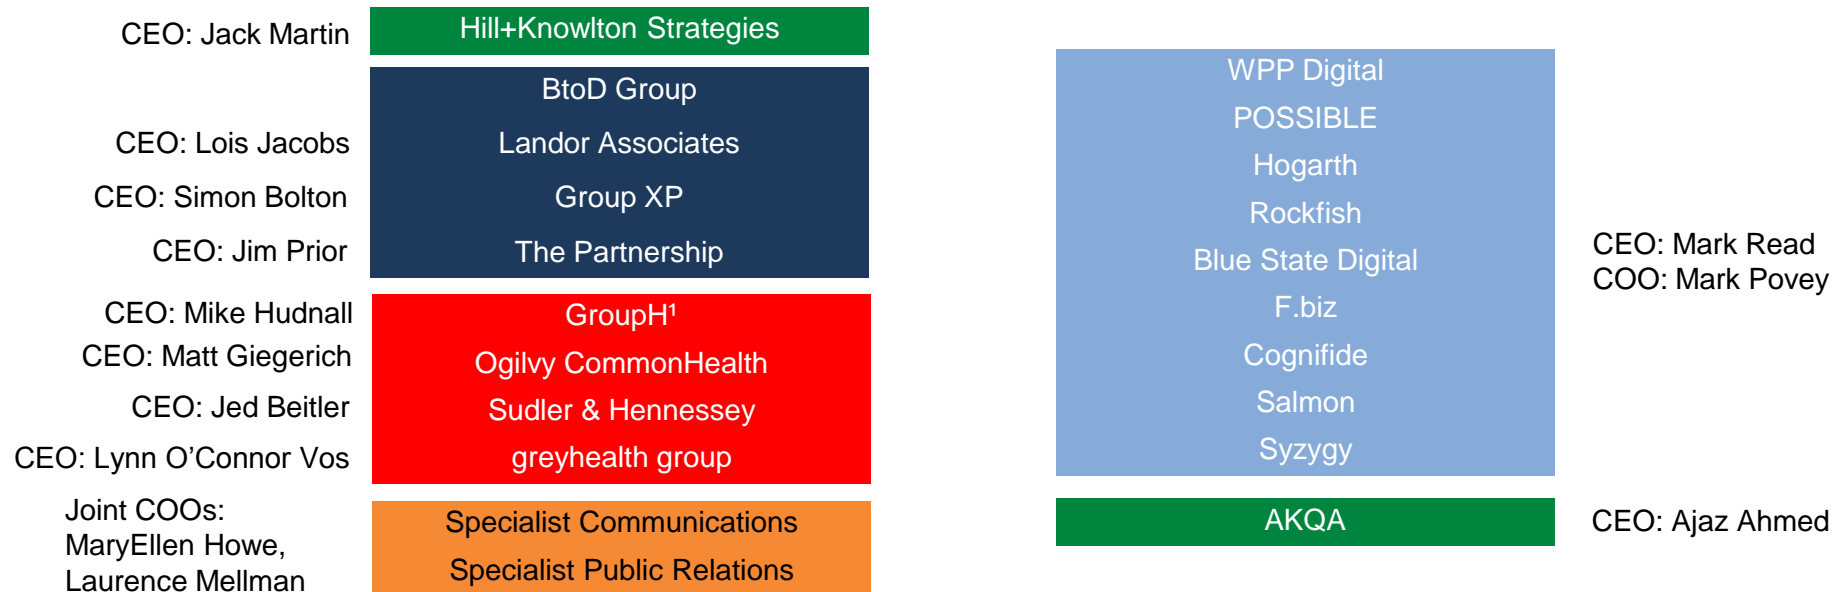 CEO: Jack Martin
Hill+Knowlton Strategies
BtoD Group
CEO: Lois Jacobs
Landor Associates
CEO: Simon Bolton
Group XP
CEO: Jim Prior
The Partnership
CEO: Mike Hudnall
GroupH¹
CEO: Matt Giegerich
Ogilvy CommonHealth
CEO: Jed Beitler
Sudler & Hennessey
CEO: Lynn O’Connor Vos
greyhealth group
Joint COOs:
MaryEllen Howe,
Laurence Mellman
Specialist Communications
Specialist Public Relations
WPP Digital
POSSIBLE
Hogarth
Rockfish
Blue State Digital
F.biz
Cognifide
Salmon
Syzygy
CEO: Mark Read
COO: Mark Povey
AKQA
CEO: Ajaz Ahmed